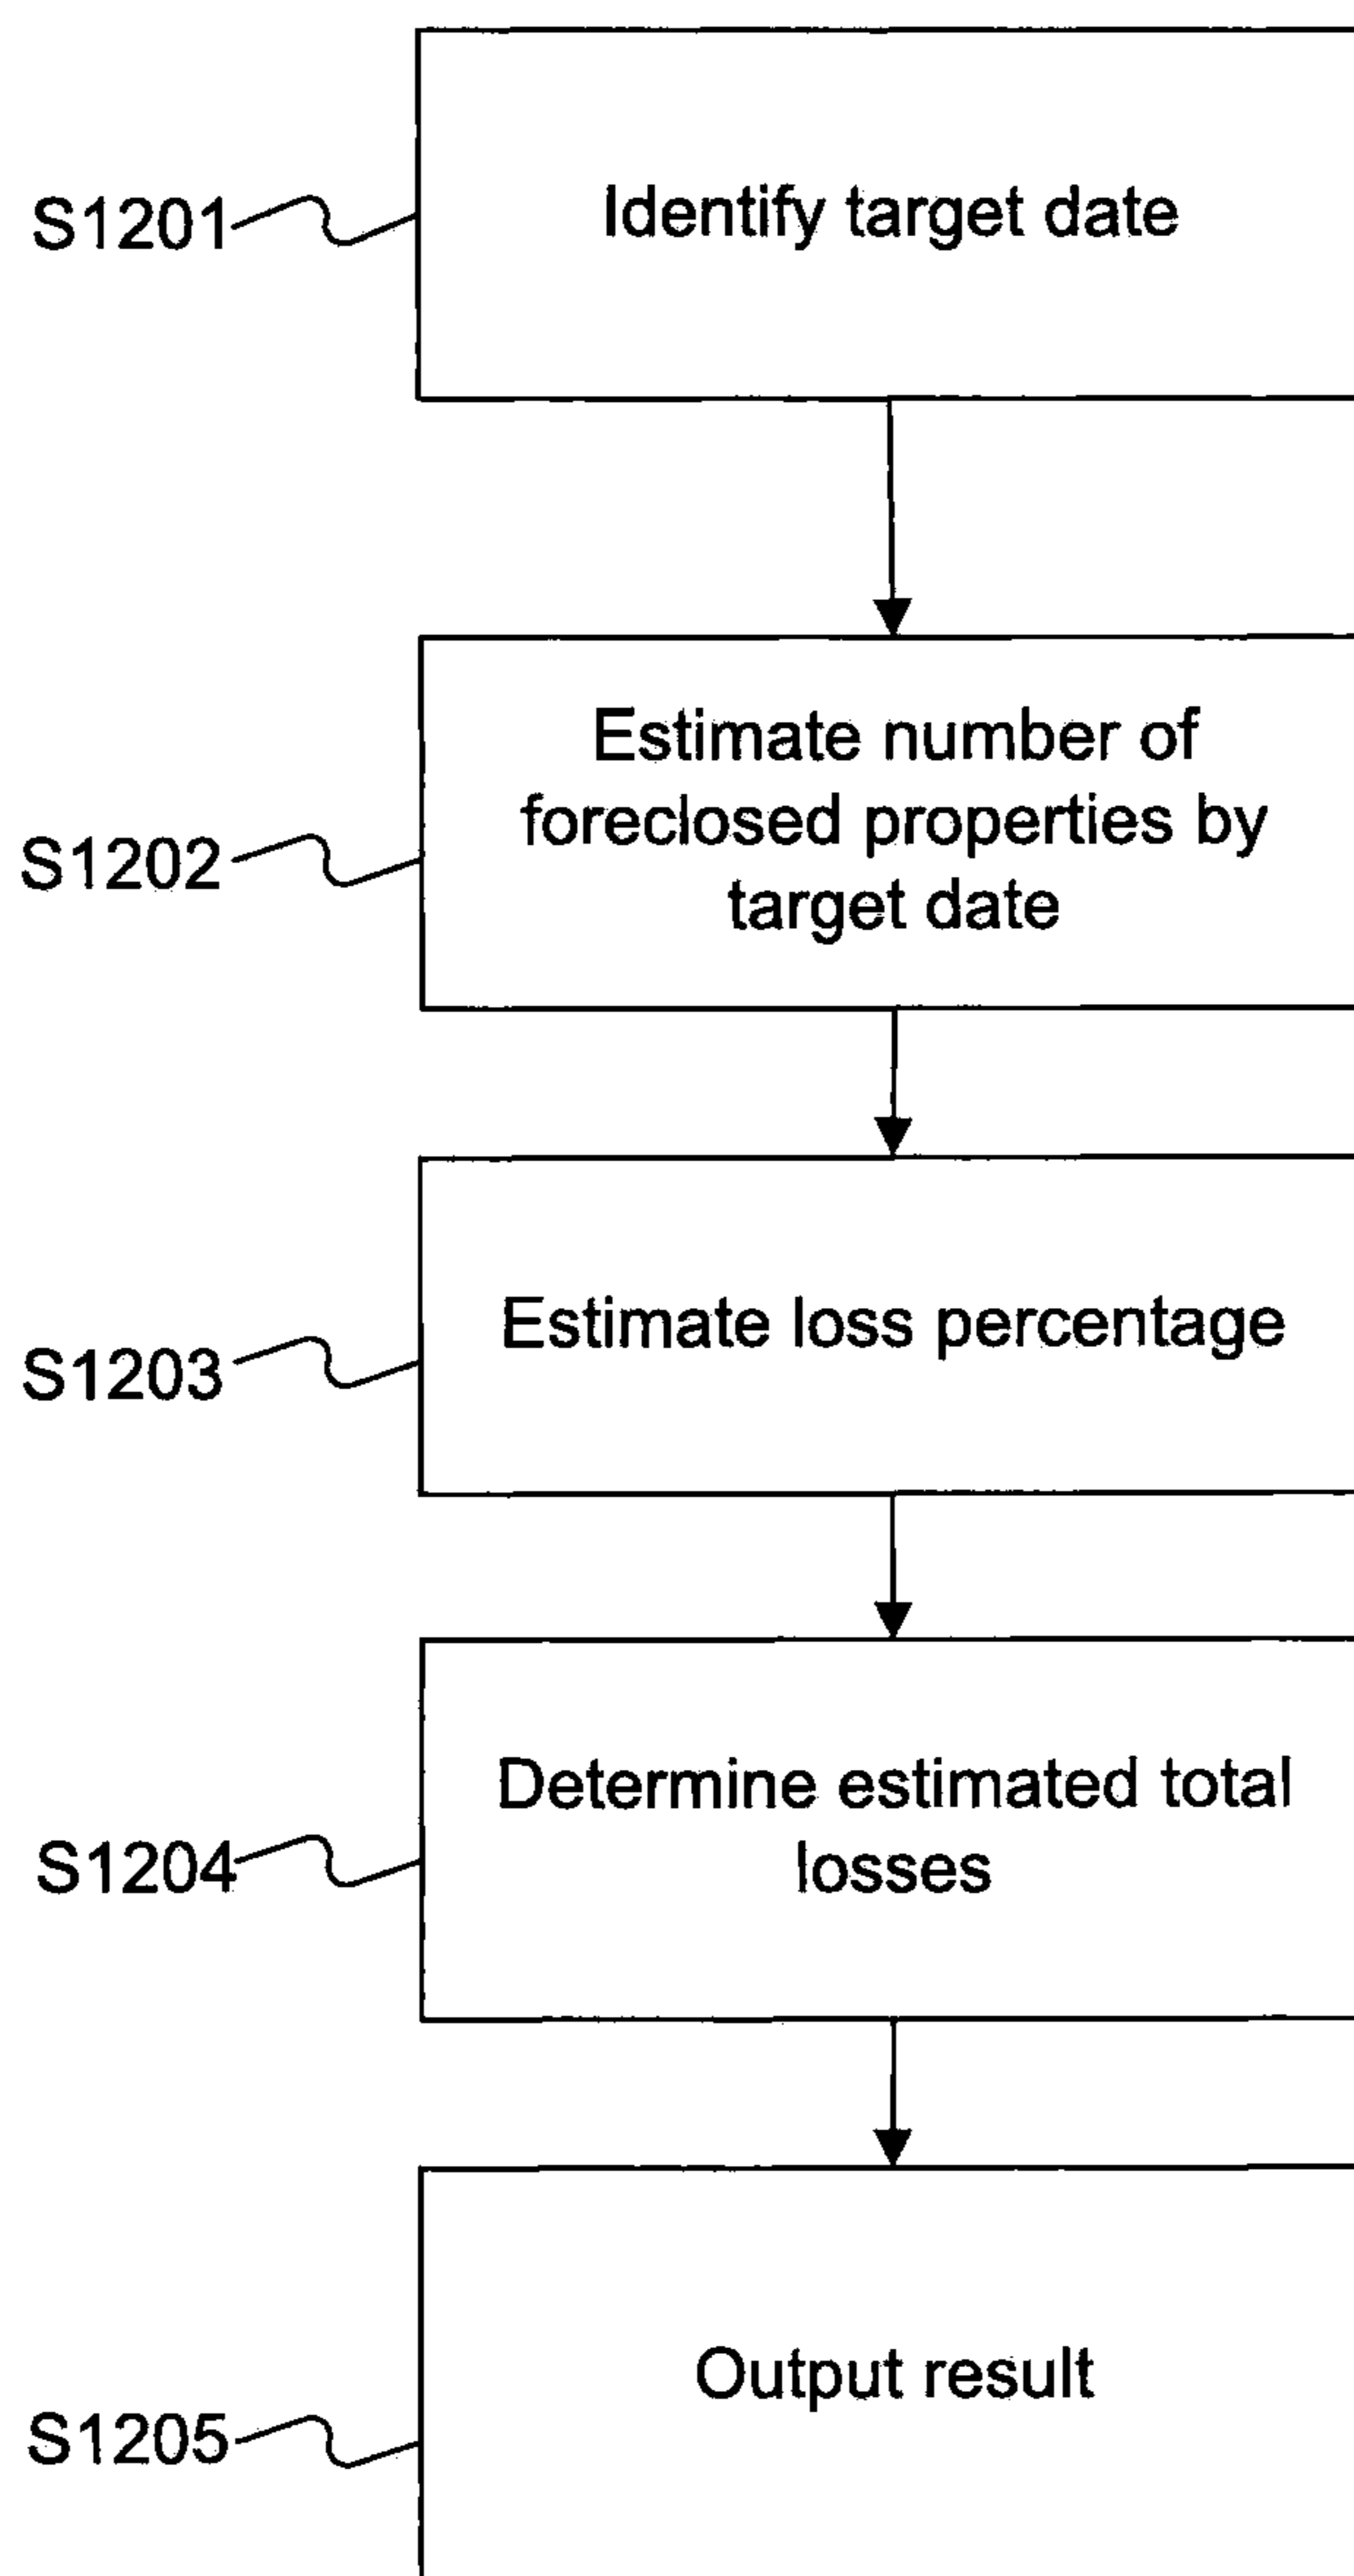 S1201
Identify target date
S1202
Estimate number of
foreclosed properties by
target date
S1203
Estimate loss percentage
S1204
Determine estimated total
losses
S1205
Output result